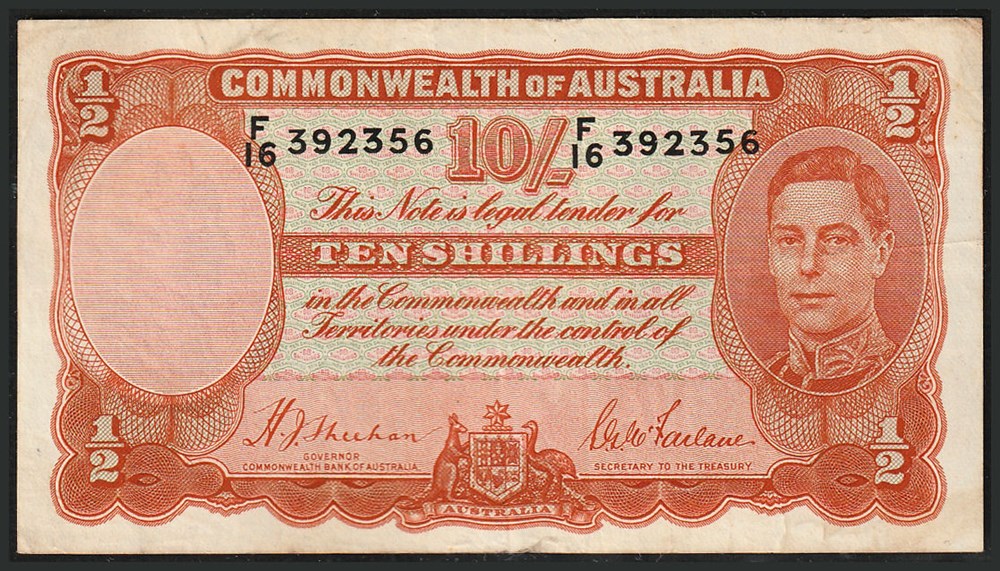 1/2 COMMONWEALTH OF AUSTRALIA 1/2
F/16 392356 10/- F/16 392356
This Note is legal tender for
TEN SHILLINGS
in the Commonwealth and in all
Territories under the control of
the Commonwealth.
H.J. Sheehan
GOVERNOR
COMMONWEALTH BANK OF AUSTRALIA.
S.G. McFarlane
SECRETARY TO THE TREASURY.
1/2 AUSTRALIA 1/2